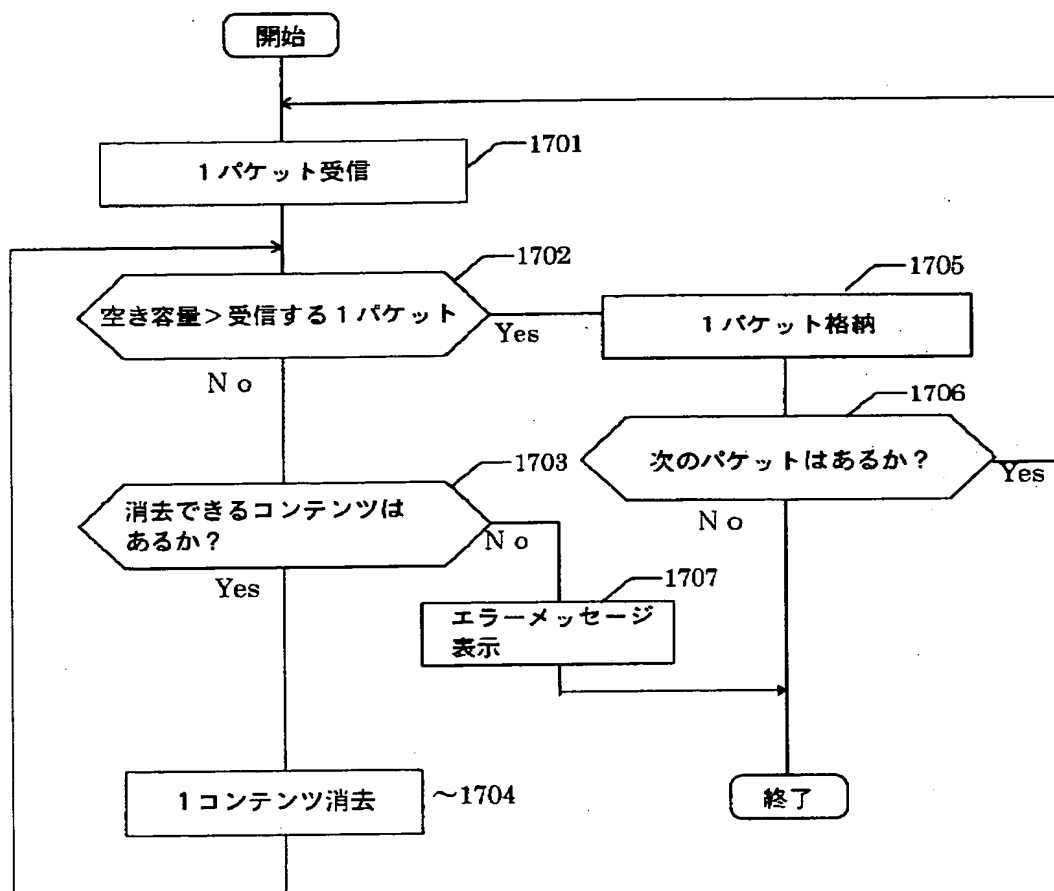 開始
1701
1パケット受信
1702
空き容量>受信する1パケット
Yes
No
1705
1パケット格納
1706
次のパケットはあるか?
Yes
No
1703
消去できるコンテンツは
あるか?
No
Yes
1707
エラーメッセージ
表示
1コンテンツ消去
~1704
終了